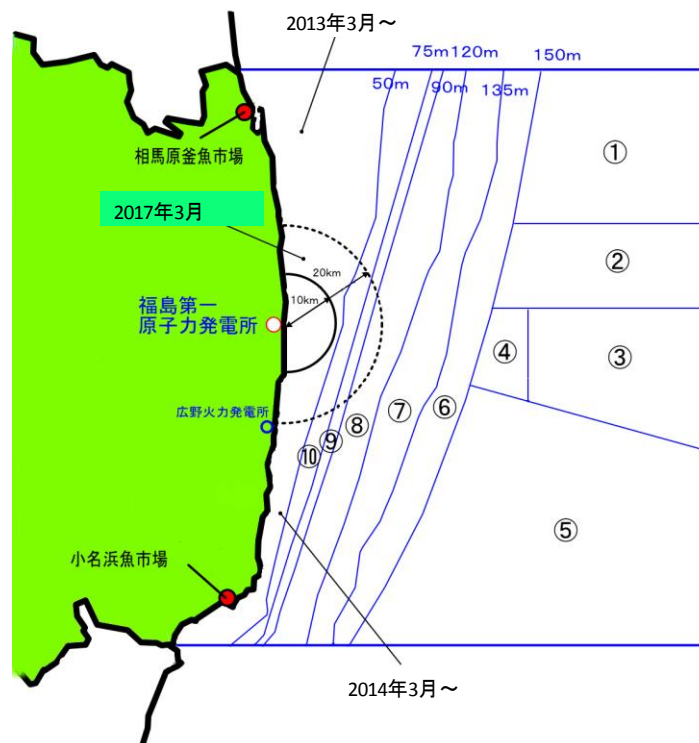 2013年3月～
75m
120m
150m
50m
90m
135m
相馬原釜魚市場
①
2017年3月
②
20km
10km
福島第一
原子力発電所
④
③
⑥
⑦
広野火力発電所
⑧
⑨
⑩
⑤
小名浜魚市場
2014年3月～